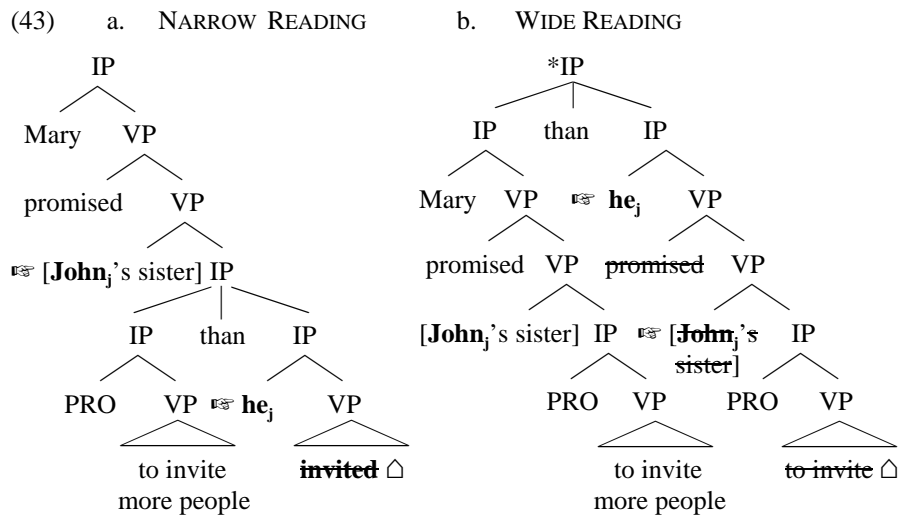 (43) a. NARROW READING b. WIDE READING
IP *IP
Mary VP IP than IP
promised VP Mary VP ☞ he_j VP
☞ [John_j's sister] IP promised VP promised VP
IP than IP [John_j's sister] IP ☞ [John_j's IP
sister]
PRO VP ☞ he_j VP PRO VP PRO VP
to invite invited ⌂ to invite to invite ⌂
more people more people